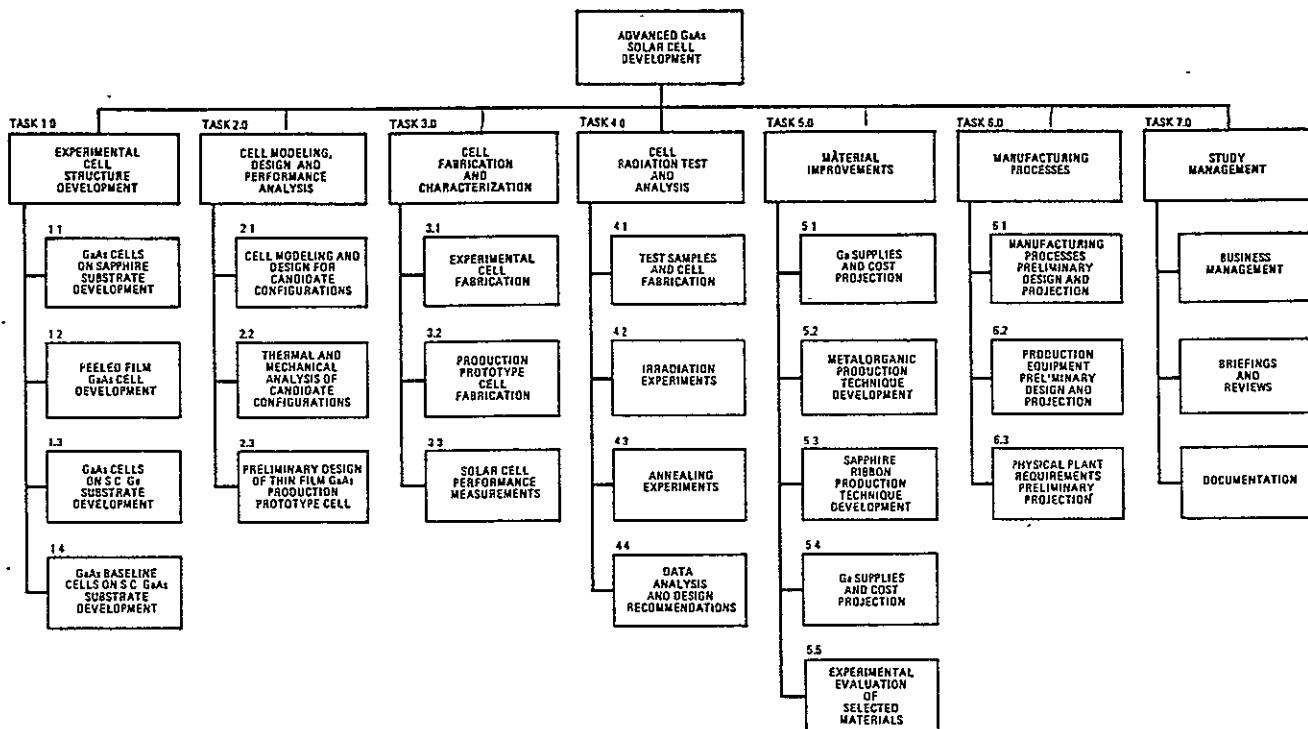 ADVANCED GaAs
SOLAR CELL
DEVELOPMENT
TASK 1.0
EXPERIMENTAL
CELL
STRUCTURE
DEVELOPMENT
1.1
GaAs CELLS
ON SAPPHIRE
SUBSTRATE
DEVELOPMENT
1.2
PEELED FILM
GaAs CELL
DEVELOPMENT
1.3
GaAs CELLS
ON S C Ge
SUBSTRATE
DEVELOPMENT
1.4
GaAs BASELINE
CELLS ON S C GaAs
SUBSTRATE
DEVELOPMENT
TASK 2.0
CELL MODELING,
DESIGN AND
PERFORMANCE
ANALYSIS
2.1
CELL MODELING AND
DESIGN FOR
CANDIDATE
CONFIGURATIONS
2.2
THERMAL AND
MECHANICAL
ANALYSIS OF
CANDIDATE
CONFIGURATIONS
2.3
PRELIMINARY DESIGN
OF THIN FILM GaAs
PRODUCTION
PROTOTYPE CELL
TASK 3.0
CELL
FABRICATION
AND
CHARACTERIZATION
3.1
EXPERIMENTAL
CELL
FABRICATION
3.2
PRODUCTION
PROTOTYPE
CELL
FABRICATION
3 3
SOLAR CELL
PERFORMANCE
MEASUREMENTS
TASK 4 0
CELL
RADIATION TEST
AND
ANALYSIS
4 1
TEST SAMPLES
AND CELL
FABRICATION
4 2
IRRADIATION
EXPERIMENTS
4 3
ANNEALING
EXPERIMENTS
4 4
DATA
ANALYSIS
AND DESIGN
RECOMMENDATIONS
TASK 5.0
MATERIAL
IMPROVEMENTS
5 1
Ga SUPPLIES
AND COST
PROJECTION
5.2
METALORGANIC
PRODUCTION
TECHNIQUE
DEVELOPMENT
5 3
SAPPHIRE
RIBBON
PRODUCTION
TECHNIQUE
DEVELOPMENT
5 4
Ga SUPPLIES
AND COST
PROJECTION
5.5
EXPERIMENTAL
EVALUATION
OF
SELECTED
MATERIALS
TASK 6.0
MANUFACTURING
PROCESSES
6 1
MANUFACTURING
PROCESSES
PRELIMINARY
DESIGN AND
PROJECTION
6.2
PRODUCTION
EQUIPMENT
PRELIMINARY
DESIGN AND
PROJECTION
6.3
PHYSICAL PLANT
REQUIREMENTS
PRELIMINARY
PROJECTION
TASK 7.0
STUDY
MANAGEMENT
BUSINESS
MANAGEMENT
BRIEFINGS
AND
REVIEWS
DOCUMENTATION